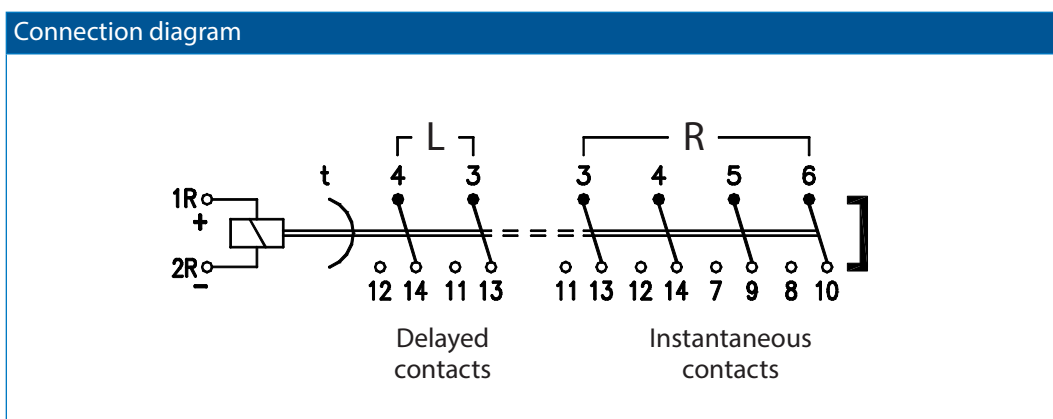 Connection diagram
L R
t 4 3 3 4 5 6
1R
+
2R
−
12 14 11 13 11 13 12 14 7 9 8 10
Delayed Instantaneous
contacts contacts